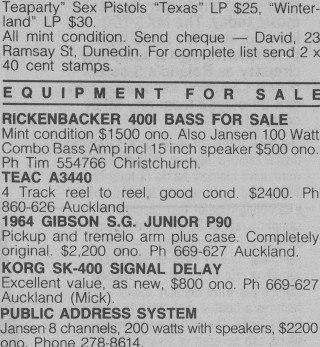 Teaparty" Sex Pistols "Texas" LP $25, "Winter-
land" LP $30.
All mint condition. Send cheque — David, 23
Ramsay St, Dunedin. For complete list send 2 x
40 cent stamps.
EQUIPMENT FOR SALE
RICKENBACKER 400I BASS FOR SALE
Mint condition $1500 ono. Also Jansen 100 Watt
Combo Bass Amp incl 15 inch speaker $500 ono.
Ph Tim 554766 Christchurch.
TEAC A3440
4 Track reel to reel, good cond. $2400. Ph
860-626 Auckland.
1964 GIBSON S.G. JUNIOR P90
Pickup and tremelo arm plus case. Completely
original. $2,200 ono. Ph 669-627 Auckland.
KORG SK-400 SIGNAL DELAY
Excellent value, as new, $800 ono. Ph 669-627
Auckland (Mick).
PUBLIC ADDRESS SYSTEM
Jansen 8 channels, 200 watts with speakers, $2200
ono. Phone 278-8614.